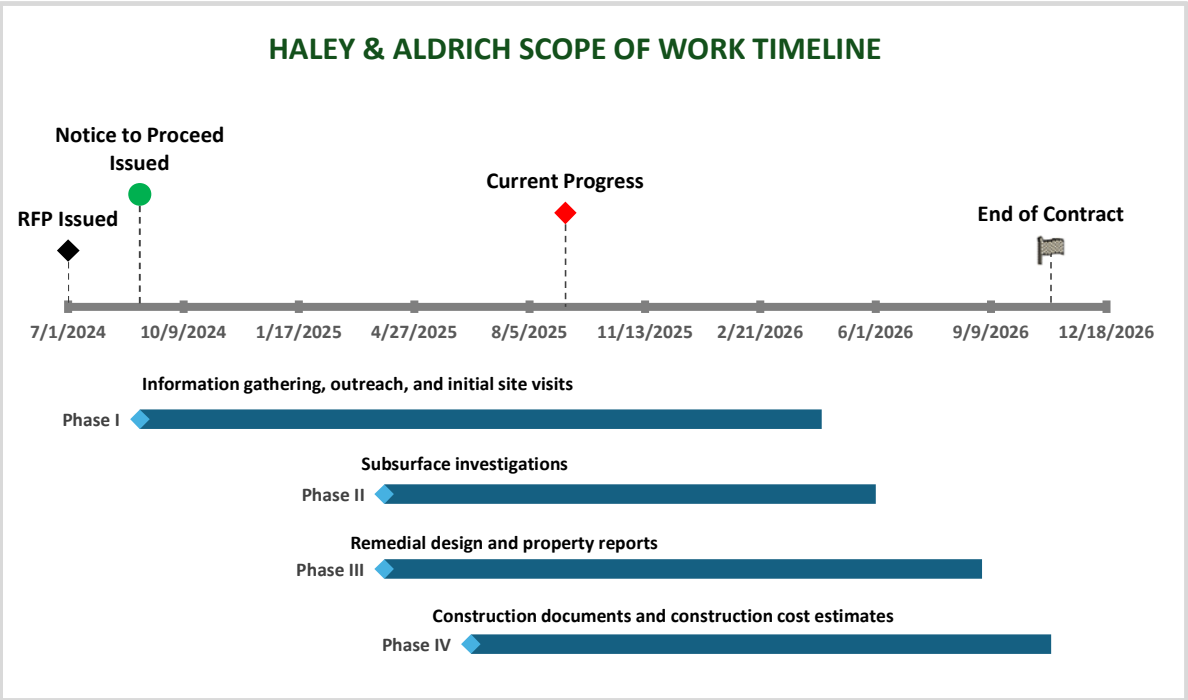 HALEY & ALDRICH SCOPE OF WORK TIMELINE
Notice to Proceed
Issued
Current Progress
RFP Issued
End of Contract
7/1/2024 10/9/2024 1/17/2025 4/27/2025 8/5/2025 11/13/2025 2/21/2026 6/1/2026 9/9/2026 12/18/2026
Information gathering, outreach, and initial site visits
Phase I
Subsurface investigations
Phase II
Remedial design and property reports
Phase III
Construction documents and construction cost estimates
Phase IV